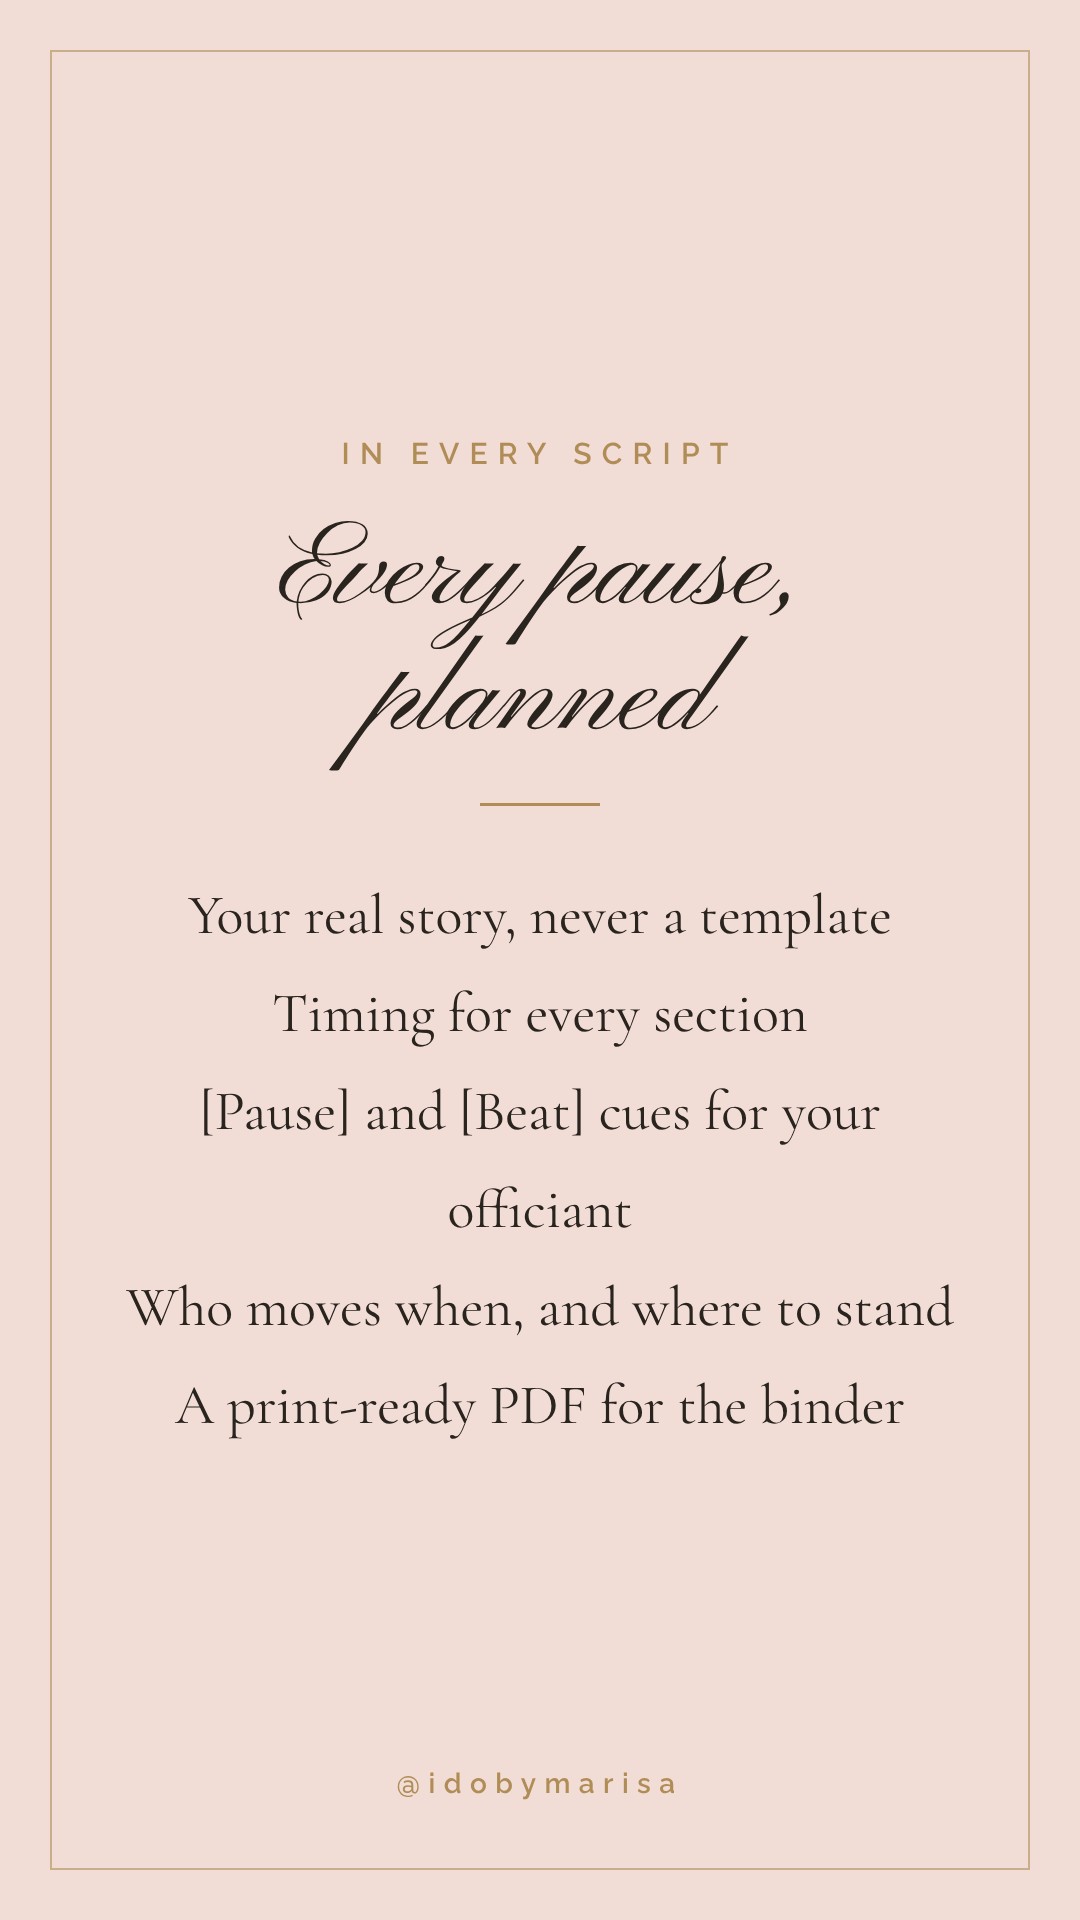 IN EVERY SCRIPT
Every pause,
planned
Your real story, never a template
Timing for every section
[Pause] and [Beat] cues for your
officiant
Who moves when, and where to stand
A print-ready PDF for the binder
@idobymarisa